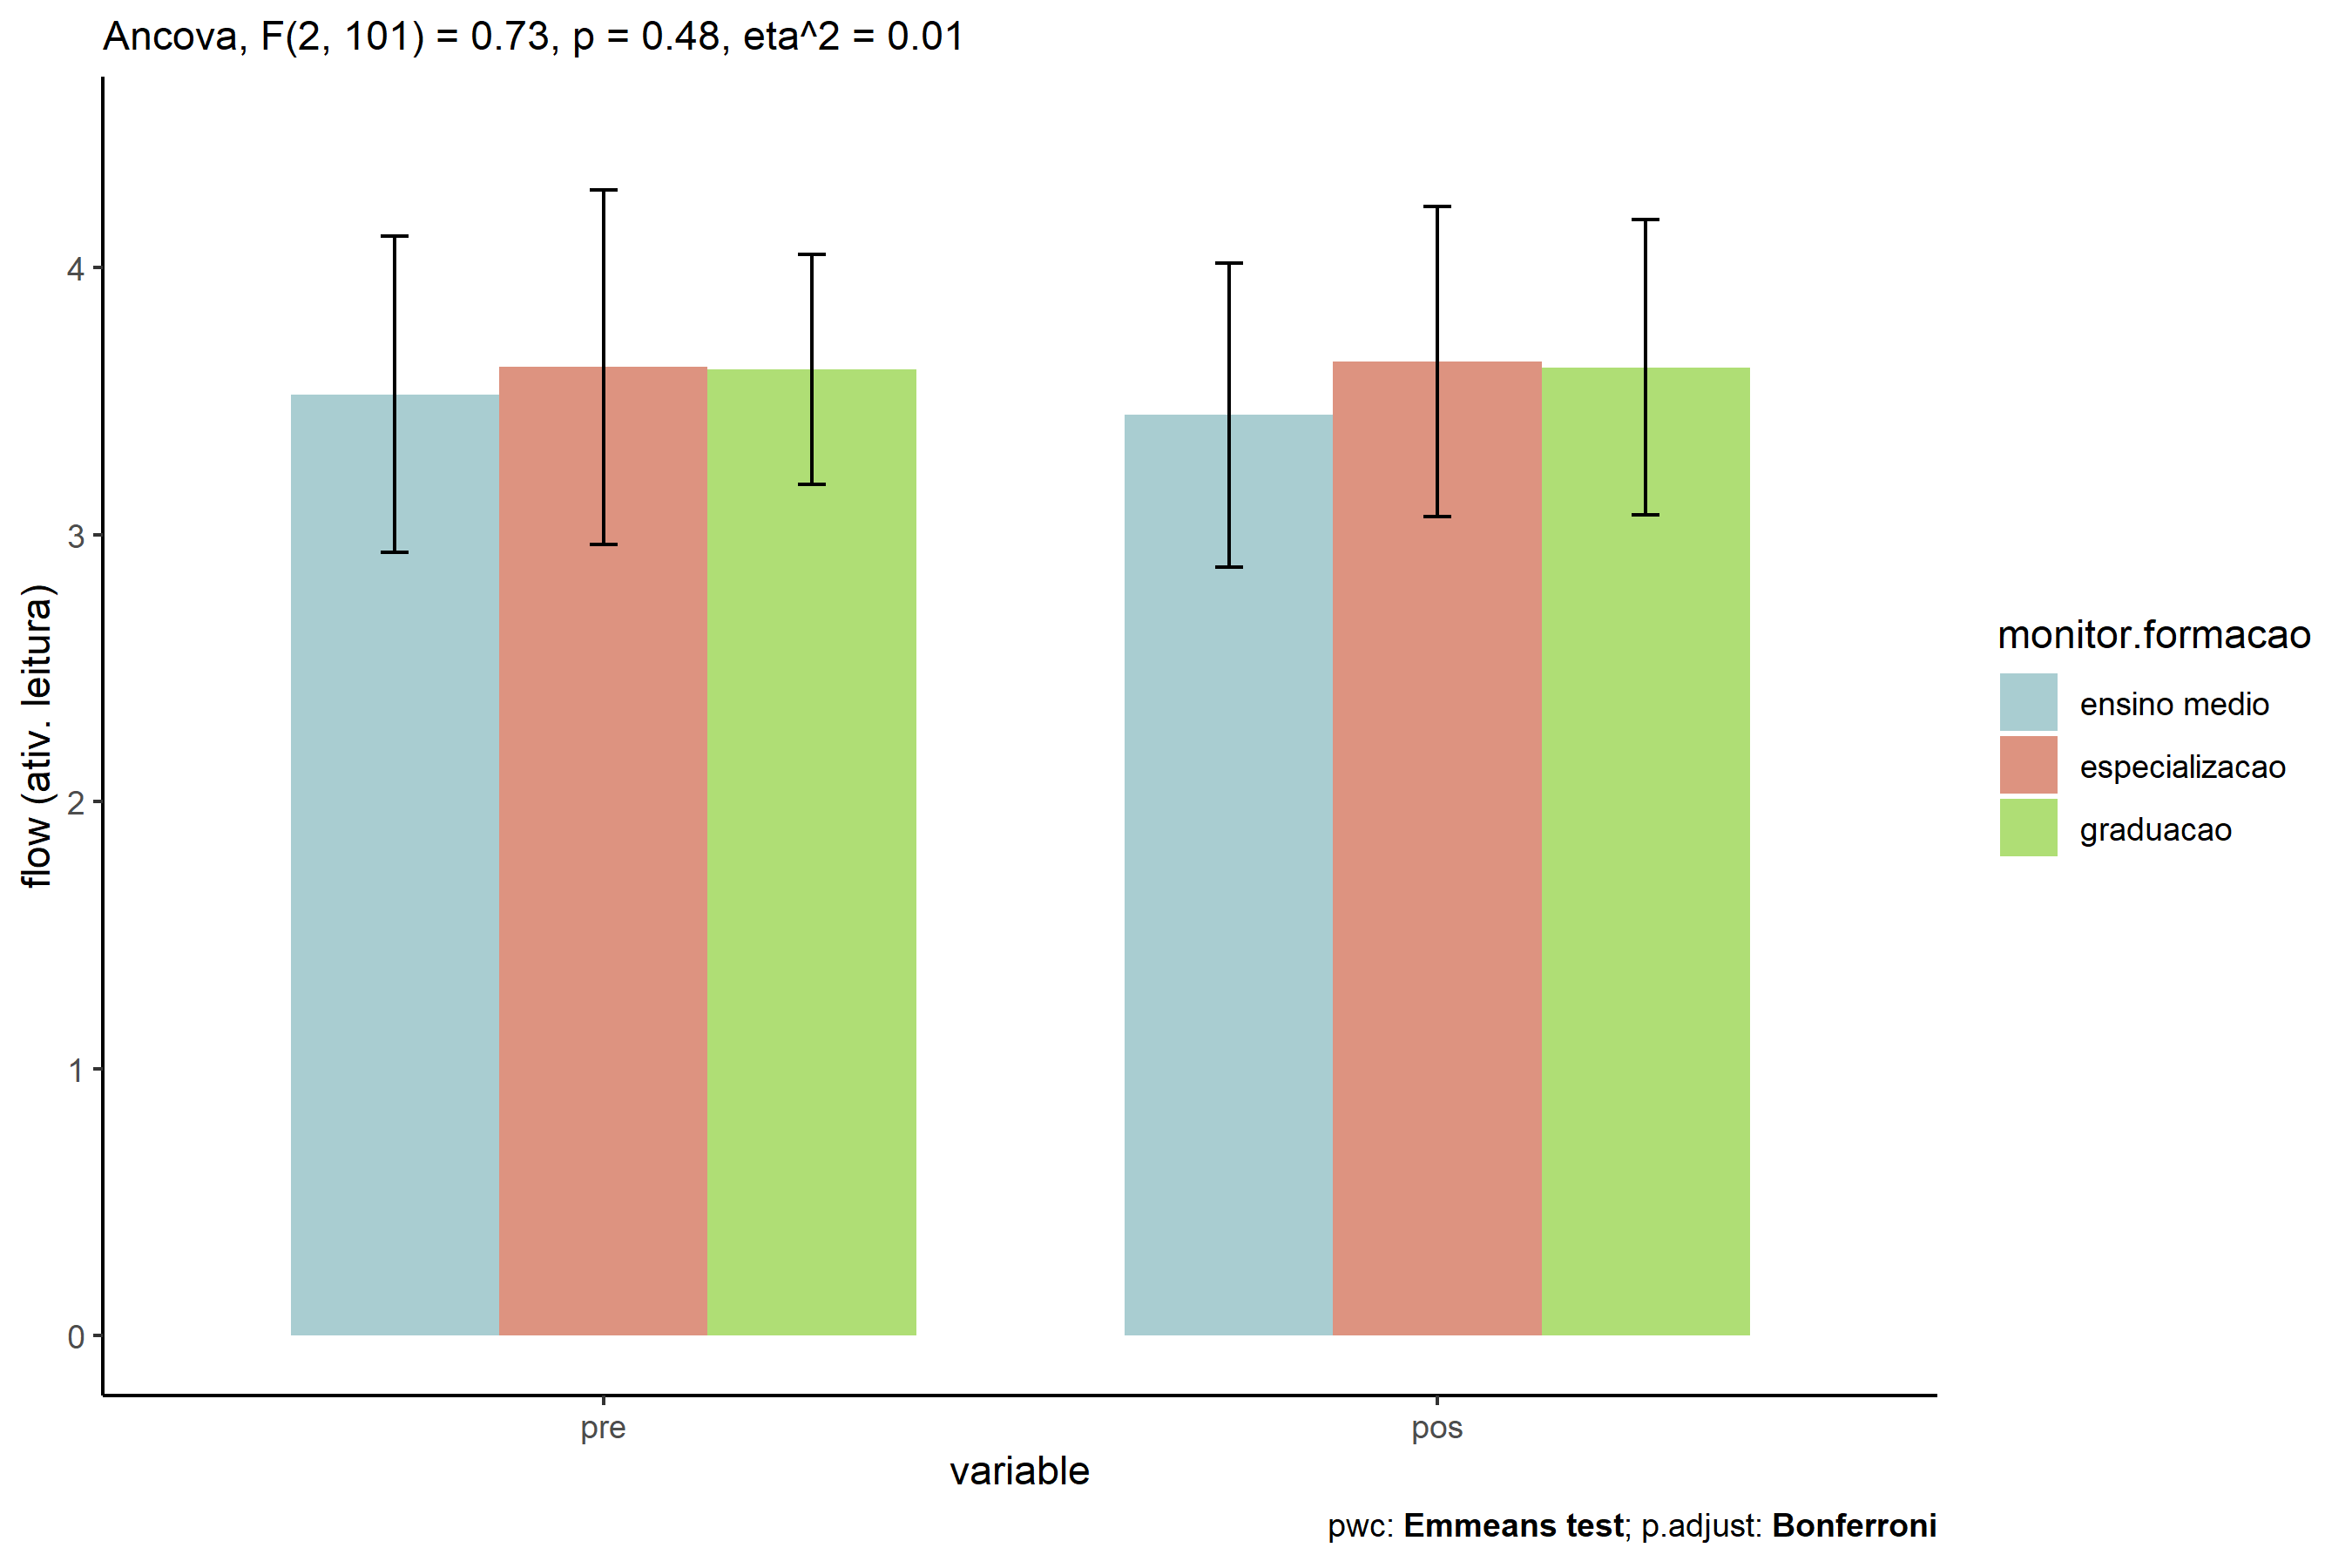 Ancova, F(2, 101) = 0.73, p = 0.48, eta^2 = 0.01
flow (ativ. leitura)
4
3
2
1
0
pre
pos
variable
monitor.formacao
ensino medio
especializacao
graduacao
pwc: Emmeans test; p.adjust: Bonferroni